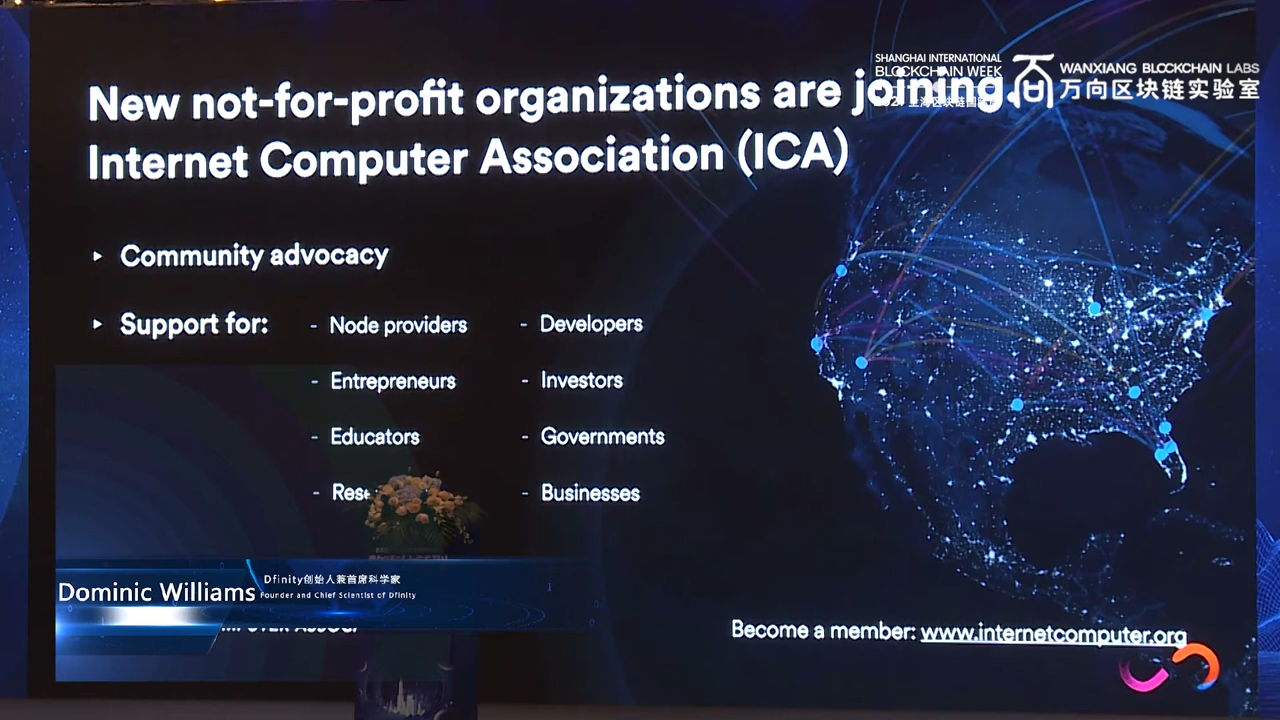 New not-for-profit organizations are joining.
Internet Computer Association (ICA)
SHANGHAI INTERNATIONAL
BLOCKCHAIN WEEK
WANXIANG BLOCKCHAIN LABS
万向区块链实验室
▸ Community advocacy
▸ Support for:
- Node providers
- Developers
- Entrepreneurs
- Investors
- Educators
- Governments
- Businesses
Dominic Williams
Dfinity创始人兼首席科学家
Founder and Chief Scientist of Dfinity
Become a member: www.internetcomputer.org